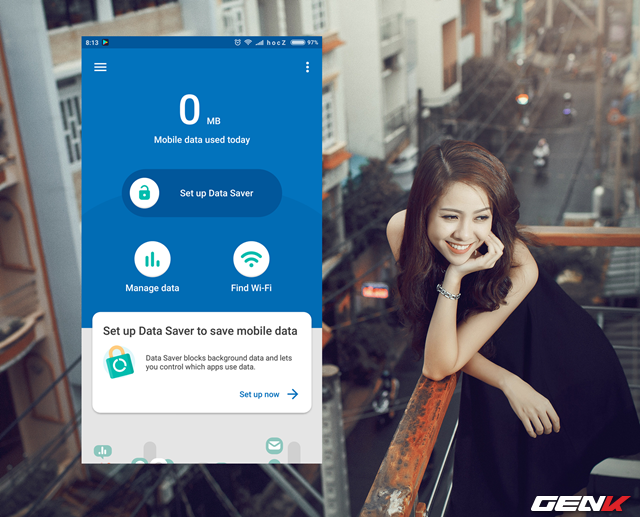 8:13
hocZ
97%
0 MB
Mobile data used today
Set up Data Saver
Manage data
Find Wi-Fi
Set up Data Saver to save mobile data
Data Saver blocks background data and lets
you control which apps use data.
Set up now
GENK